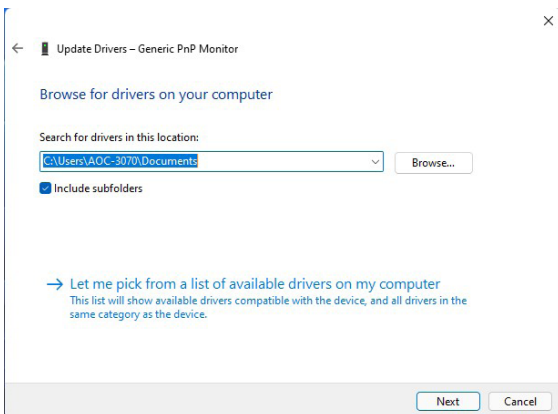 Update Drivers – Generic PnP Monitor
Browse for drivers on your computer
Search for drivers in this location:
C:\Users\AOC-3070\Documents
Browse...
Include subfolders
Let me pick from a list of available drivers on my computer
This list will show available drivers compatible with the device, and all drivers in the
same category as the device.
Next
Cancel